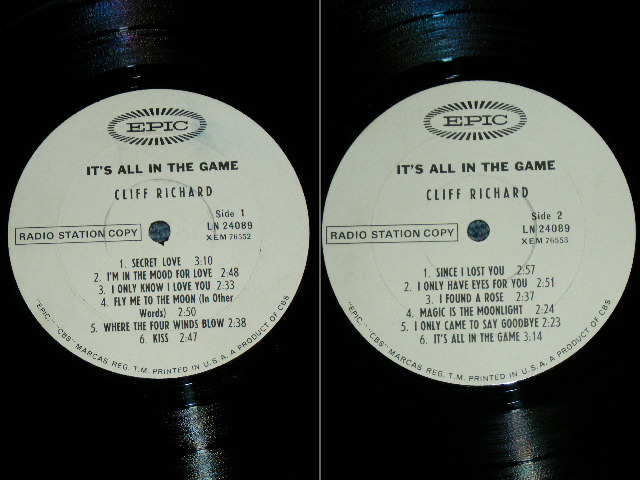 EPIC
IT'S ALL IN THE GAME
CLIFF RICHARD
Side 1
LN 24089
XEM 76552
RADIO STATION COPY
1. SECRET LOVE 3:10
2. I'M IN THE MOOD FOR LOVE 2:48
3. I ONLY KNOW I LOVE YOU 2:33
4. FLY ME TO THE MOON (In Other
Words) 2:50
5. WHERE THE FOUR WINDS BLOW 2:38
6. KISS 2:47
"EPIC," "CBS" MARCAS REG. T.M. PRINTED IN U.S.A. A PRODUCT OF CBS
EPIC
IT'S ALL IN THE GAME
CLIFF RICHARD
Side 2
LN 24089
XEM 76553
RADIO STATION COPY
1. SINCE I LOST YOU 2:57
2. I ONLY HAVE EYES FOR YOU 2:51
3. I FOUND A ROSE 2:37
4. MAGIC IS THE MOONLIGHT 2:24
5. I ONLY CAME TO SAY GOODBYE 2:23
6. IT'S ALL IN THE GAME 3:14
"EPIC," "CBS" MARCAS REG. T.M. PRINTED IN U.S.A. A PRODUCT OF CBS